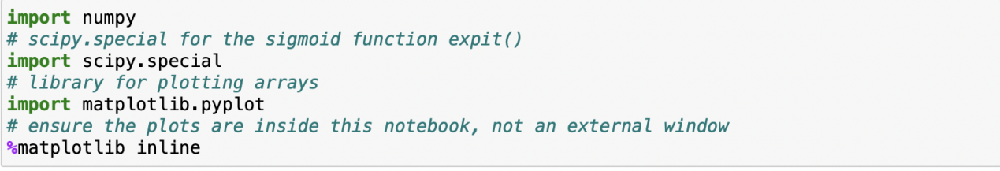 import numpy
# scipy.special for the sigmoid function expit()
import scipy.special
# library for plotting arrays
import matplotlib.pyplot
# ensure the plots are inside this notebook, not an external window
%matplotlib inline